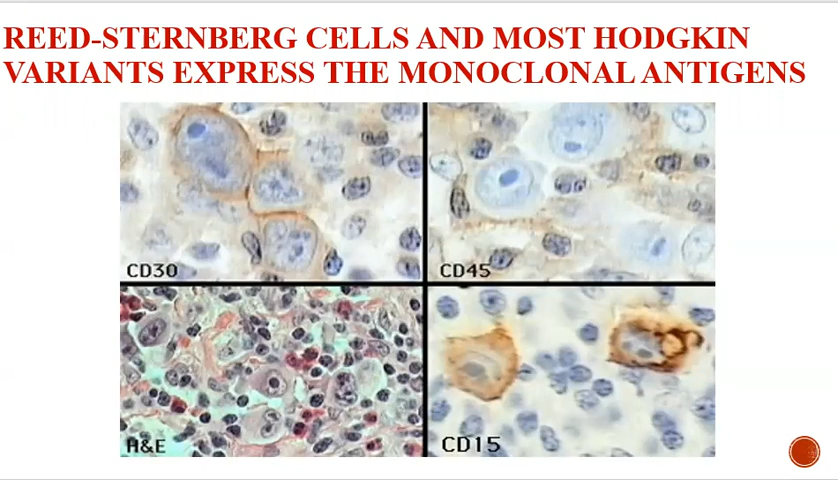 REED-STERNBERG CELLS AND MOST HODGKIN
VARIANTS EXPRESS THE MONOCLONAL ANTIGENS
CD30
CD45
H&E
CD15